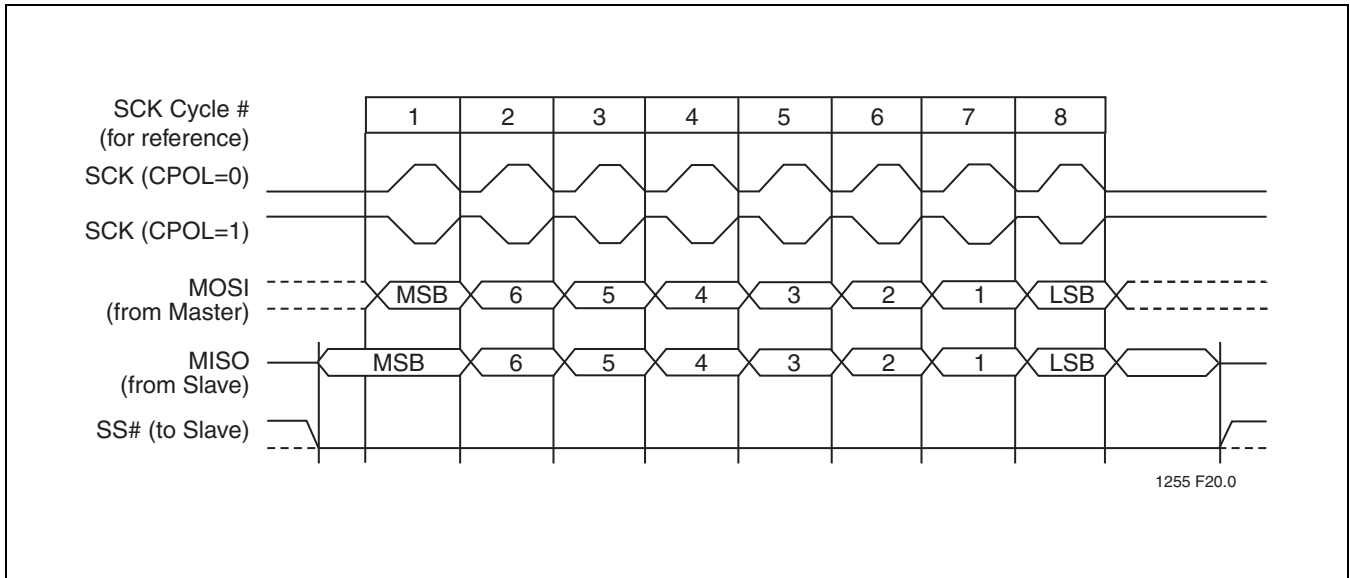 SCK Cycle #
(for reference)
1 2 3 4 5 6 7 8
SCK (CPOL=0)
SCK (CPOL=1)
MOSI
(from Master)
MSB 6 5 4 3 2 1 LSB
MISO
(from Slave)
MSB 6 5 4 3 2 1 LSB
SS# (to Slave)
1255 F20.0